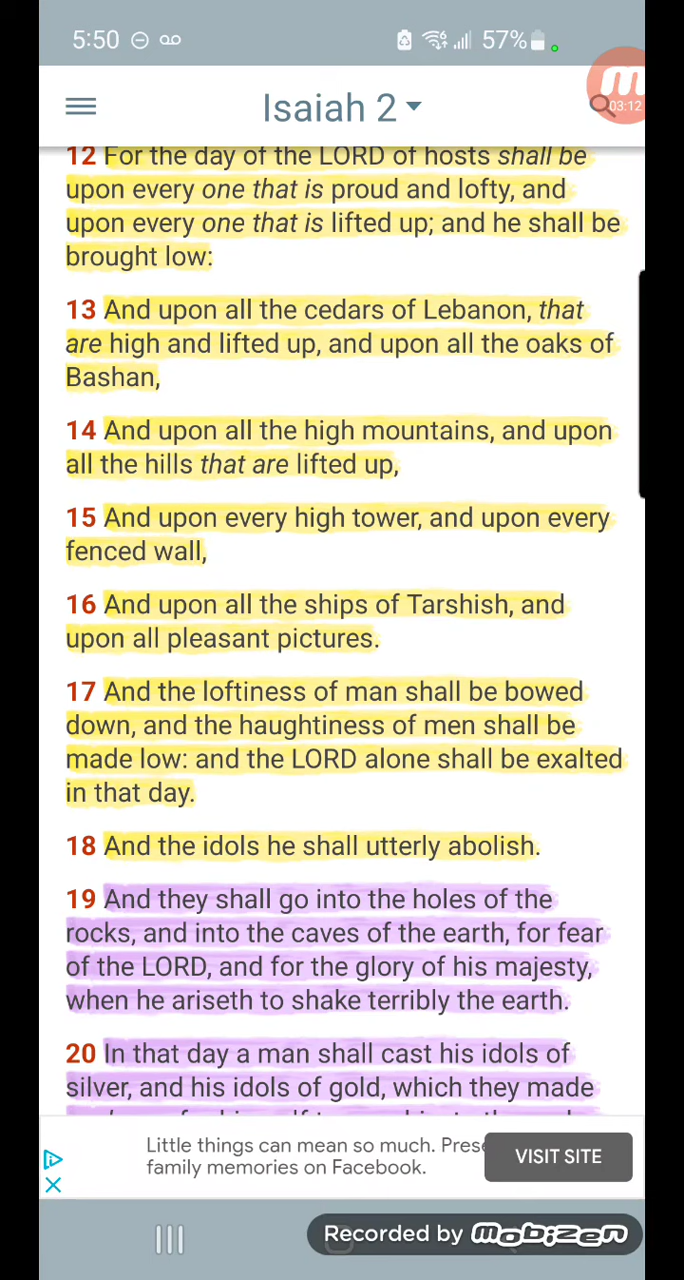 5:50
57%
03:12
Isaiah 2
12 For the day of the LORD of hosts shall be
upon every one that is proud and lofty, and
upon every one that is lifted up; and he shall be
brought low:
13 And upon all the cedars of Lebanon, that
are high and lifted up, and upon all the oaks of
Bashan,
14 And upon all the high mountains, and upon
all the hills that are lifted up,
15 And upon every high tower, and upon every
fenced wall,
16 And upon all the ships of Tarshish, and
upon all pleasant pictures.
17 And the loftiness of man shall be bowed
down, and the haughtiness of men shall be
made low: and the LORD alone shall be exalted
in that day.
18 And the idols he shall utterly abolish.
19 And they shall go into the holes of the
rocks, and into the caves of the earth, for fear
of the LORD, and for the glory of his majesty,
when he ariseth to shake terribly the earth.
20 In that day a man shall cast his idols of
silver, and his idols of gold, which they made
Little things can mean so much. Prese
family memories on Facebook.
VISIT SITE
Recorded by mobizen